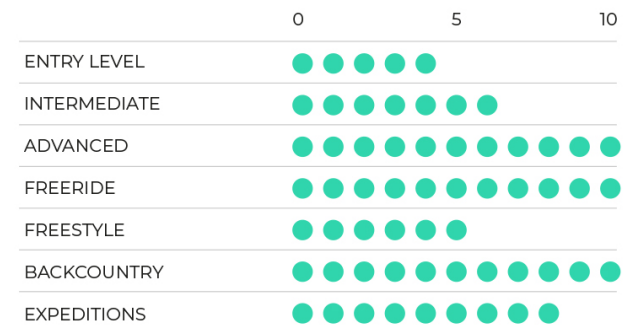 0 5 10
ENTRY LEVEL
INTERMEDIATE
ADVANCED
FREERIDE
FREESTYLE
BACKCOUNTRY
EXPEDITIONS